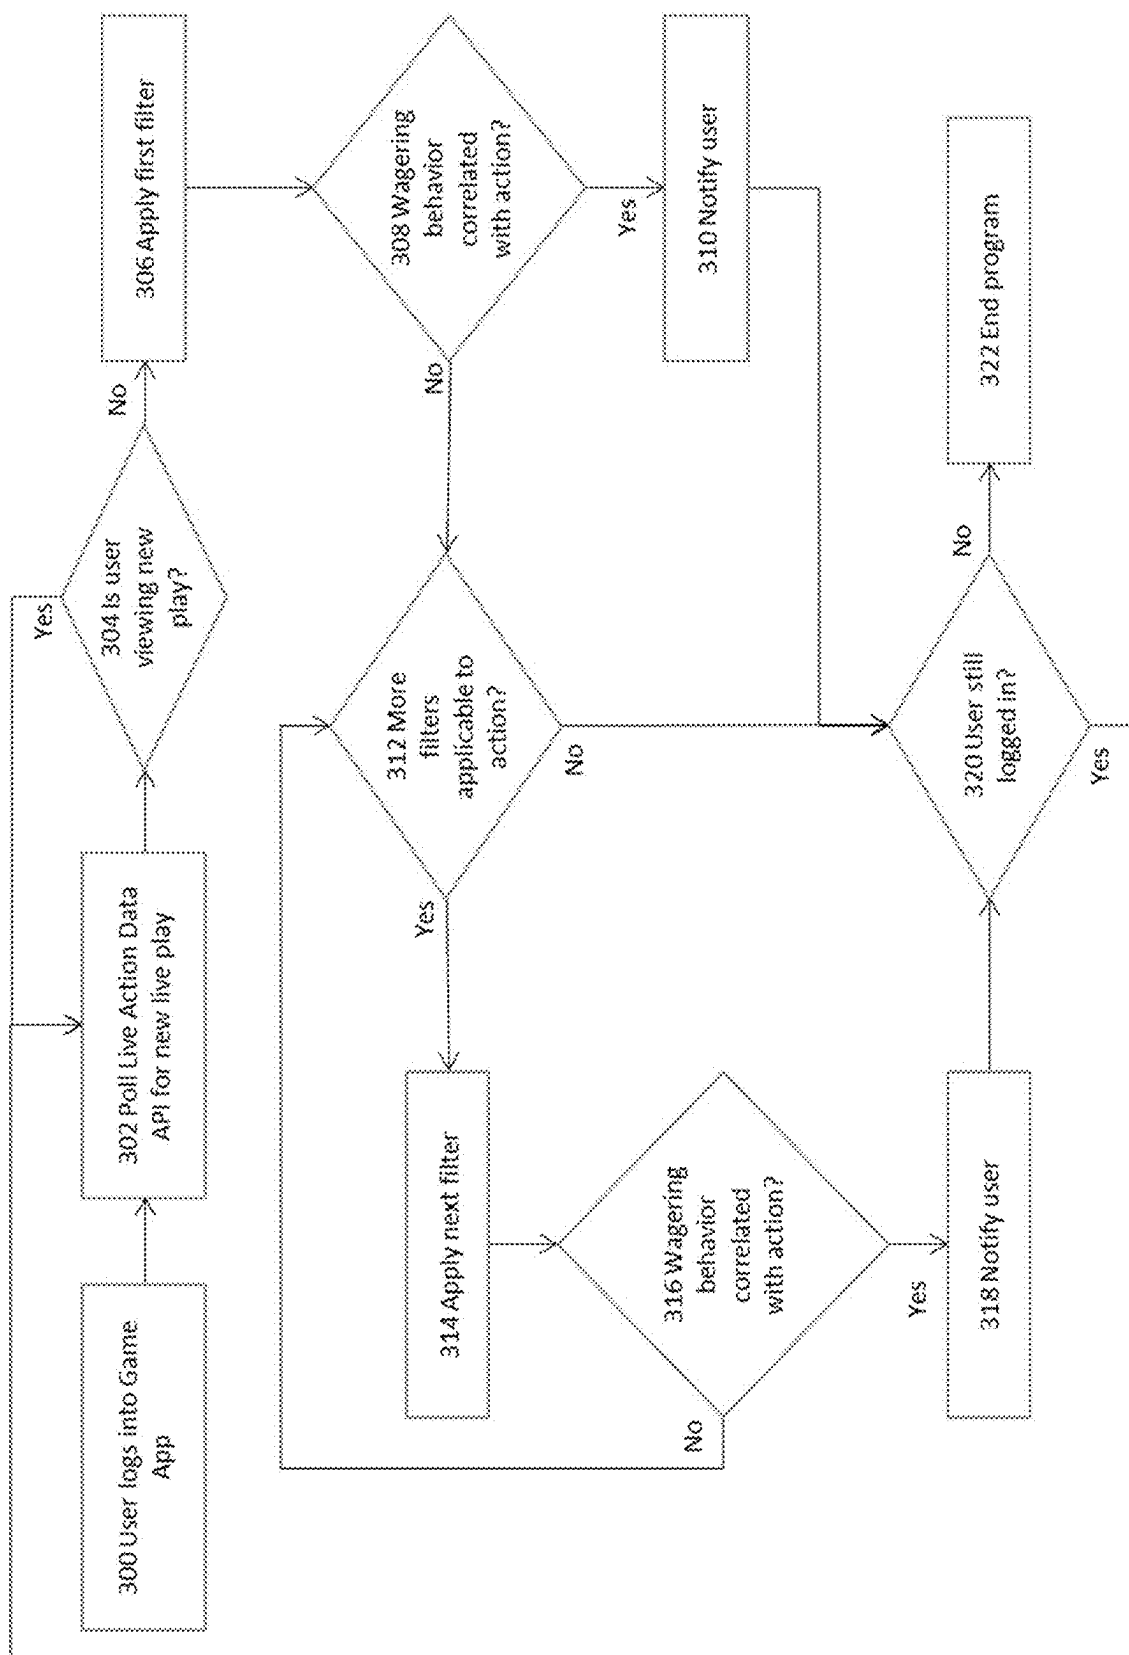 300 User logs into Game
App
302 Poll Live Action Data
API for new live play
304 Is user
viewing new
play?
Yes
No
306 Apply first filter
308 Wagering
behavior
correlated
with action?
No
Yes
310 Notify user
312 More
filters
applicable to
action?
Yes
No
314 Apply next filter
316 Wagering
behavior
correlated
with action?
No
Yes
318 Notify user
320 User still
logged in?
No
Yes
322 End program